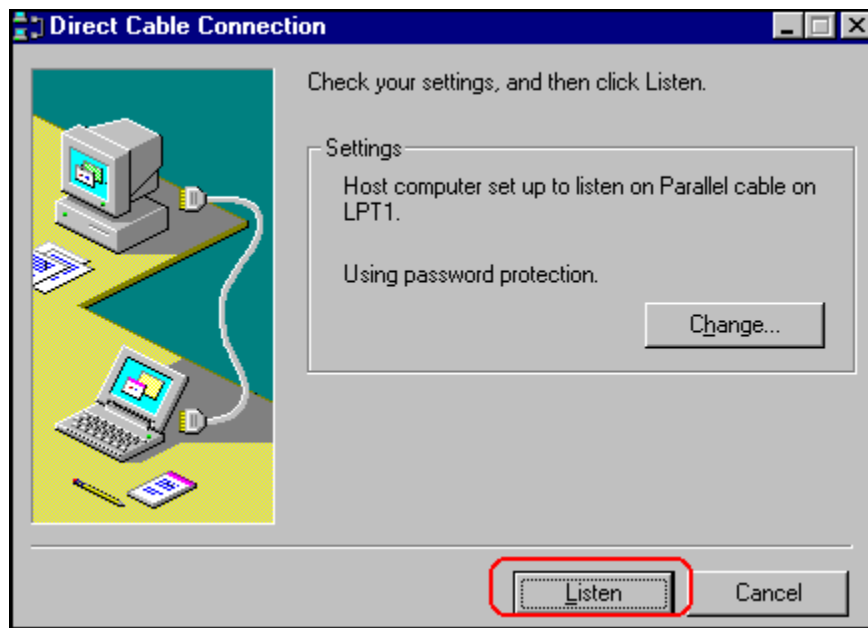 Direct Cable Connection
Check your settings, and then click Listen.
Settings
Host computer set up to listen on Parallel cable on
LPT1.
Using password protection.
Change...
Listen
Cancel